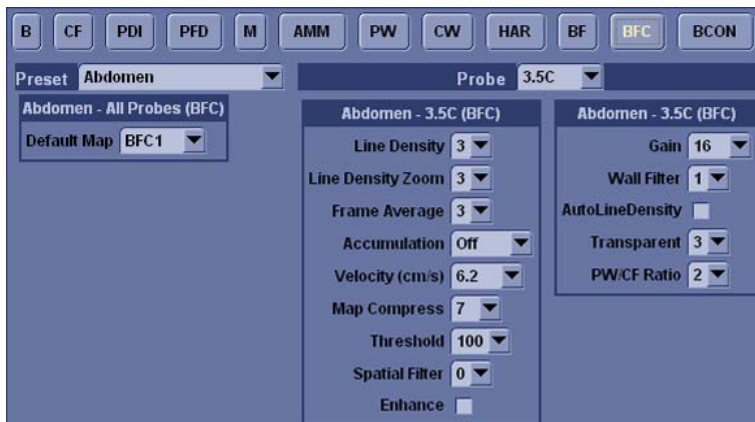 B CF PDI PFD M AMM PW CW HAR BF BFC BCON
Preset Abdomen Probe 3.5C
Abdomen - All Probes (BFC)
Default Map BFC1
Abdomen - 3.5C (BFC)
Line Density 3
Line Density Zoom 3
Frame Average 3
Accumulation Off
Velocity (cm/s) 6.2
Map Compress 7
Threshold 100
Spatial Filter 0
Enhance
Abdomen - 3.5C (BFC)
Gain 16
Wall Filter 1
AutoLineDensity
Transparent 3
PW/CF Ratio 2